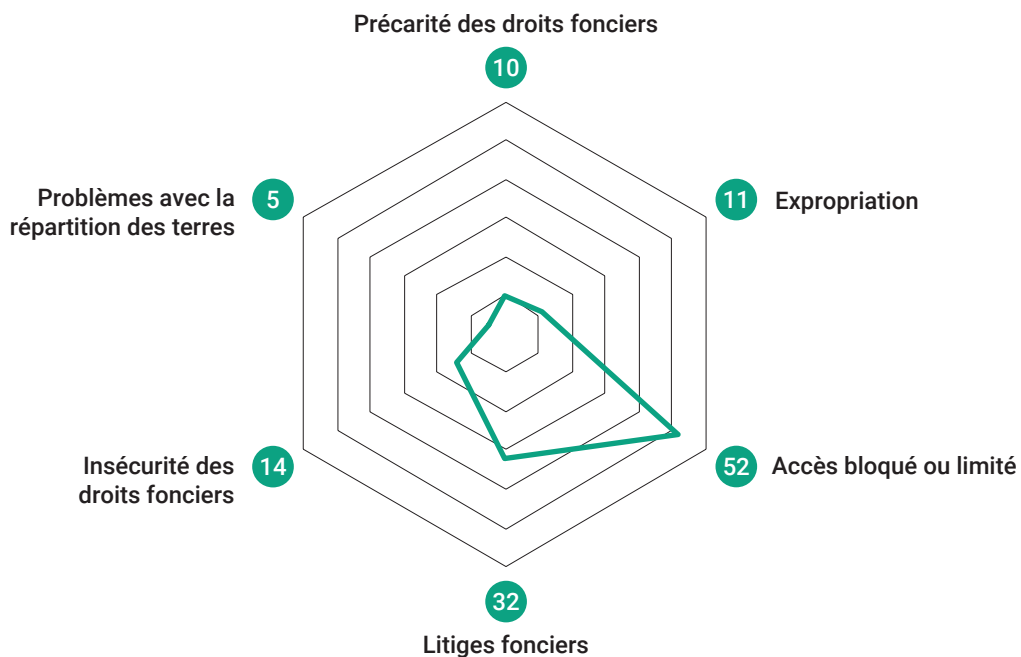 Précarité des droits fonciers
10
Problèmes avec la
répartition des terres
5
11
Expropriation
Insécurité des
droits fonciers
14
52
Accès bloqué ou limité
32
Litiges fonciers